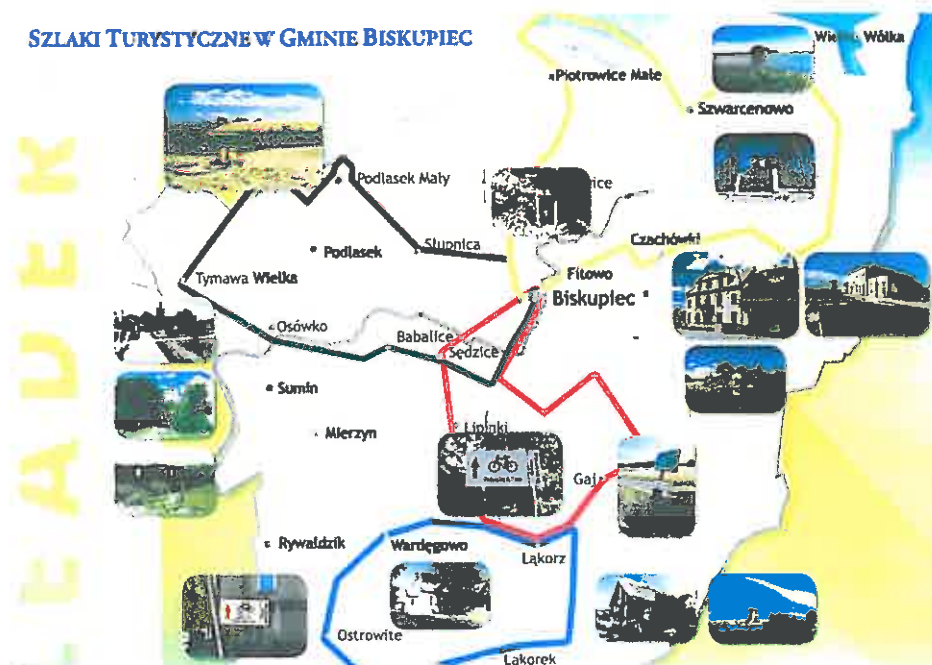 SZLAKI TURYSTYCZNE W GMINIE BISKUPIEC
Wólka
Piotrowice Małe
Szwarcenowo
Podlasek Mały
Czachówki
Podlasek
Słupnica
Tymawa Wielka
Fitowo
Biskupiec
Osówko
Babalice
Sędzice
Sumin
Lipinki
Mierzyn
Gaj
Rywałdzik
Wardęgowo
Łąkorz
Ostrowite
Łąkorek